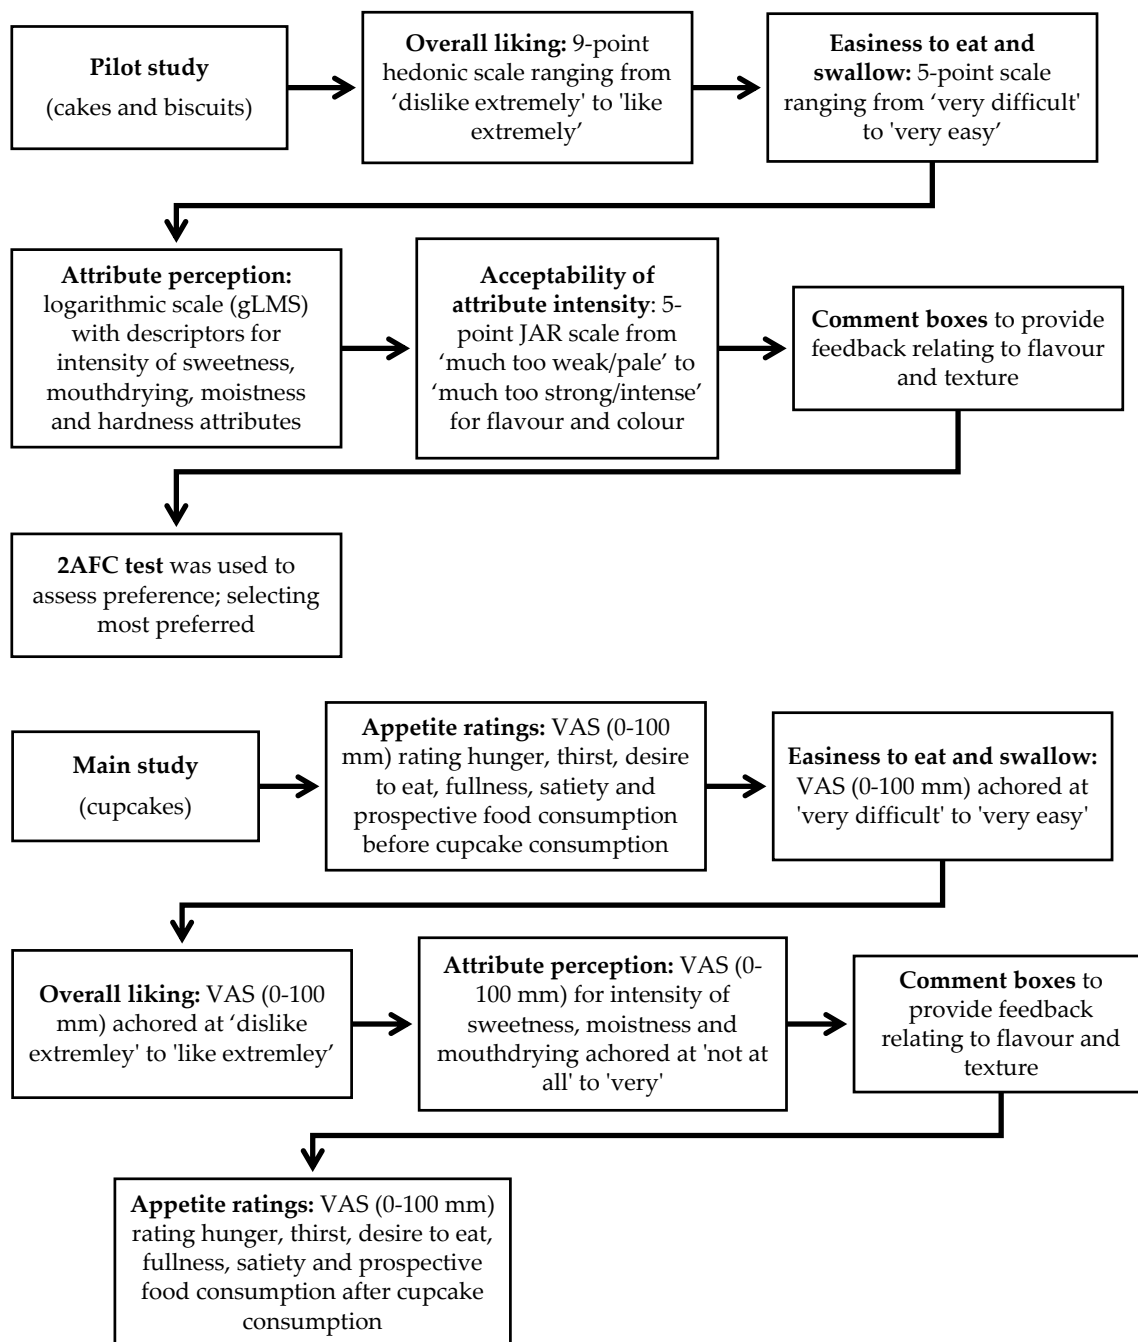 Pilot study
(cakes and biscuits)
Overall liking: 9-point
hedonic scale ranging from
‘dislike extremely' to 'like
extremely’
Easiness to eat and
swallow: 5-point scale
ranging from ‘very difficult'
to 'very easy’
Attribute perception:
logarithmic scale (gLMS)
with descriptors for
intensity of sweetness,
mouthdrying, moistness
and hardness attributes
Acceptability of
attribute intensity: 5-
point JAR scale from
‘much too weak/pale’ to
‘much too strong/intense’
for flavour and colour
Comment boxes to provide
feedback relating to flavour
and texture
2AFC test was used to
assess preference; selecting
most preferred
Main study
(cupcakes)
Appetite ratings: VAS (0-100
mm) rating hunger, thirst, desire
to eat, fullness, satiety and
prospective food consumption
before cupcake consumption
Easiness to eat and swallow:
VAS (0-100 mm) achored at
'very difficult' to 'very easy'
Overall liking: VAS (0-100
mm) achored at ‘dislike
extremley' to 'like extremley’
Attribute perception: VAS (0-
100 mm) for intensity of
sweetness, moistness and
mouthdrying achored at 'not at
all' to 'very'
Comment boxes to
provide feedback
relating to flavour and
texture
Appetite ratings: VAS (0-100 mm)
rating hunger, thirst, desire to eat,
fullness, satiety and prospective
food consumption after cupcake
consumption